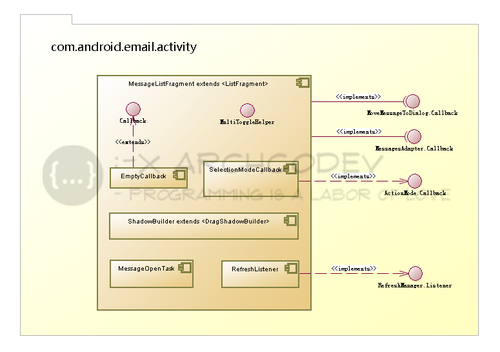 com.android.email.activity
MessageListFragment extends <ListFragment>
Callback
MultiToggleHelper
<<implements>>
MoveMessageToDialog.Callback
<<extends>>
<<implements>>
MessagesAdapter.Callback
{...}
ARCHCODEV
EmptyCallback
SelectionModeCallback
<<implements>>
ActionMode.Callback
- PROGRAMMING IS A LABOR OF LOVE
ShadowBuilder extends <DragShadowBuilder>
MessageOpenTask
RefreshListener
<<implements>>
RefreshManager.Listener